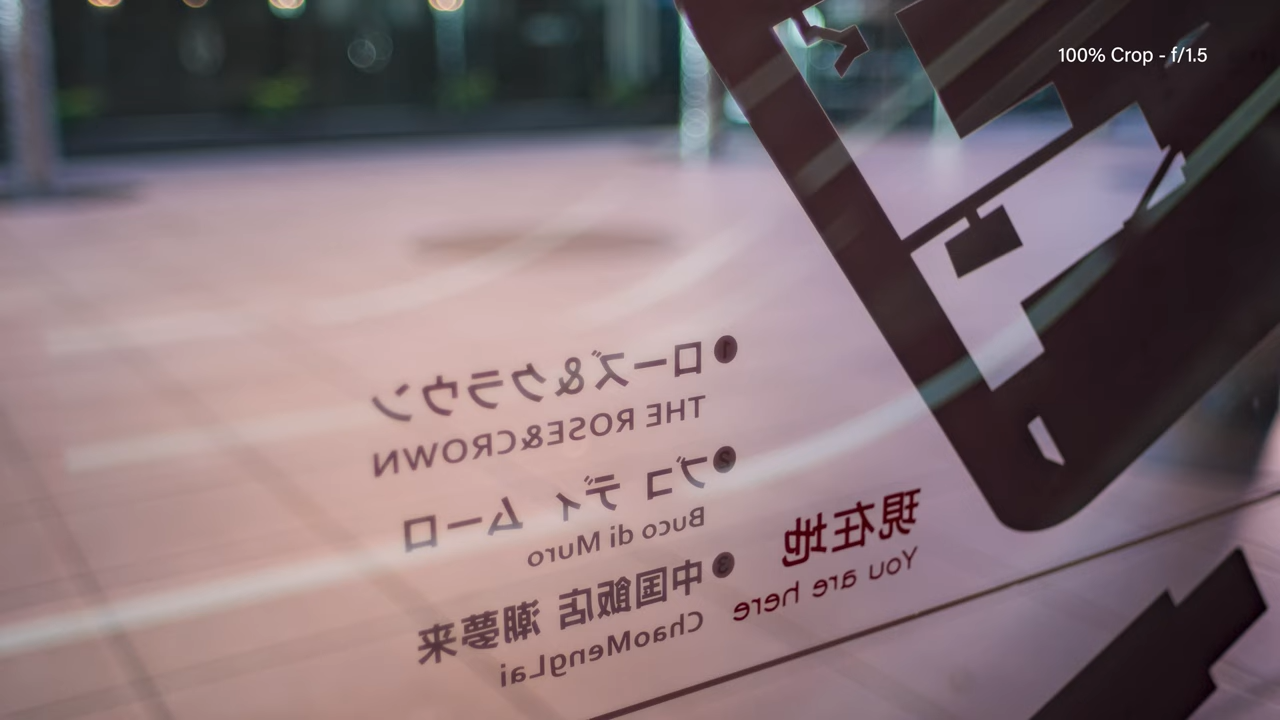 100% Crop - f/1.5
1 ローズ&クラウン
THE ROSE&CROWN
2 ブコ ディ ムーロ
Buco di Muro
3 中国飯店 潮夢来
ChaoMengLai
現在地
You are here